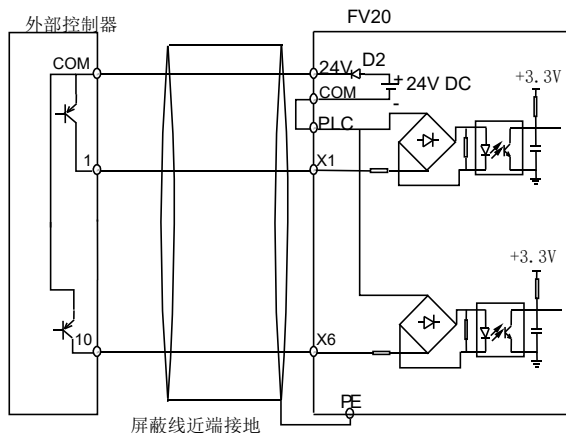 外部控制器
FV20
COM
24V
D2
+
24V DC
-
COM
PLC
+3.3V
1
X1
+3.3V
10
X6
PE
屏蔽线近端接地